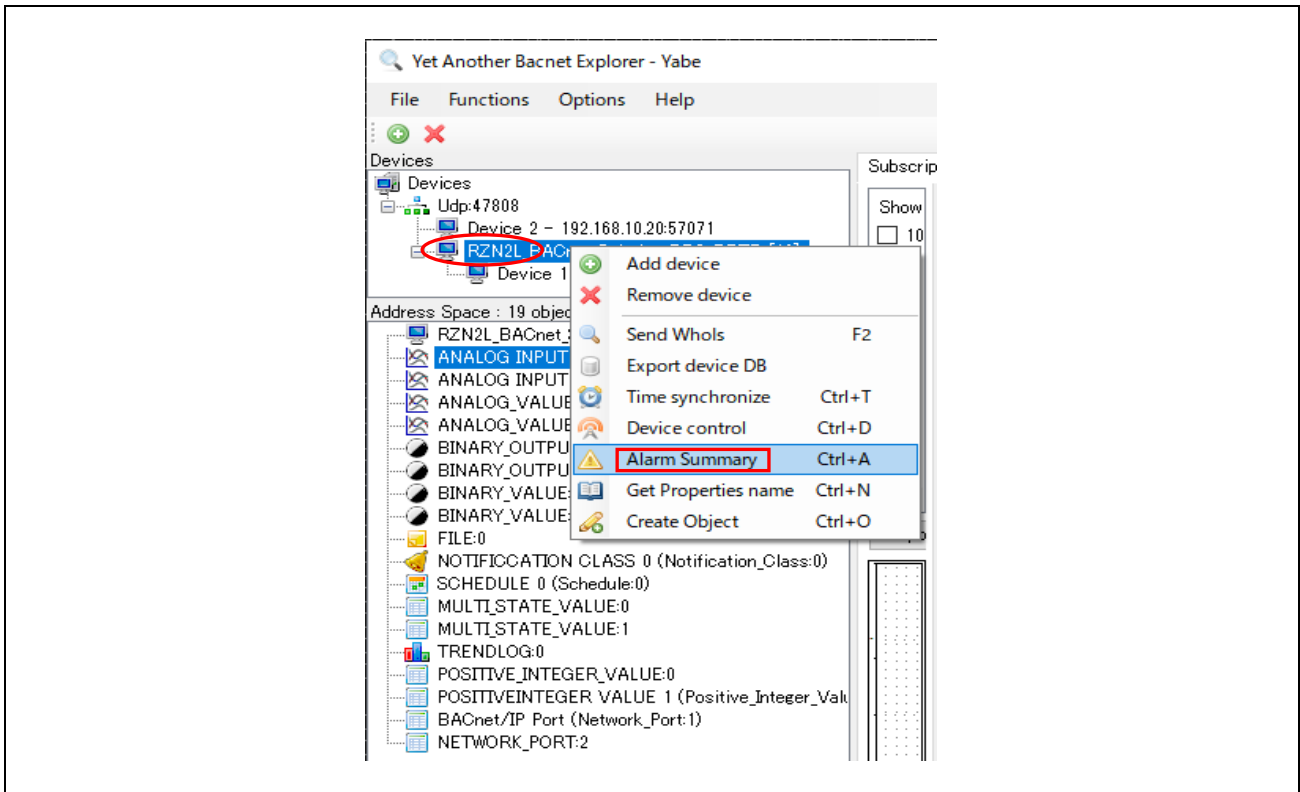 Yet Another Bacnet Explorer - Yabe
File Functions Options Help
Devices
Subscrip
Devices
Udp:47808
Show
Device 2 - 192.168.10.20:57071
10
RZN2L_BAC
Device 1
Add device
Remove device
Send WhoIs F2
Export device DB
Time synchronize Ctrl+T
Device control Ctrl+D
Alarm Summary Ctrl+A
Get Properties name Ctrl+N
Create Object Ctrl+O
Address Space : 19 objec
RZN2L_BACnet_
ANALOG INPUT
ANALOG INPUT
ANALOG_VALUE
ANALOG_VALUE
BINARY_OUTPU
BINARY_OUTPU
BINARY_VALUE:
BINARY_VALUE:
FILE:0
NOTIFICCATION CLASS 0 (Notification_Class:0)
SCHEDULE 0 (Schedule:0)
MULTI_STATE_VALUE:0
MULTI_STATE_VALUE:1
TRENDLOG:0
POSITIVE_INTEGER_VALUE:0
POSITIVEINTEGER VALUE 1 (Positive_Integer_Valu
BACnet/IP Port (Network_Port:1)
NETWORK_PORT:2